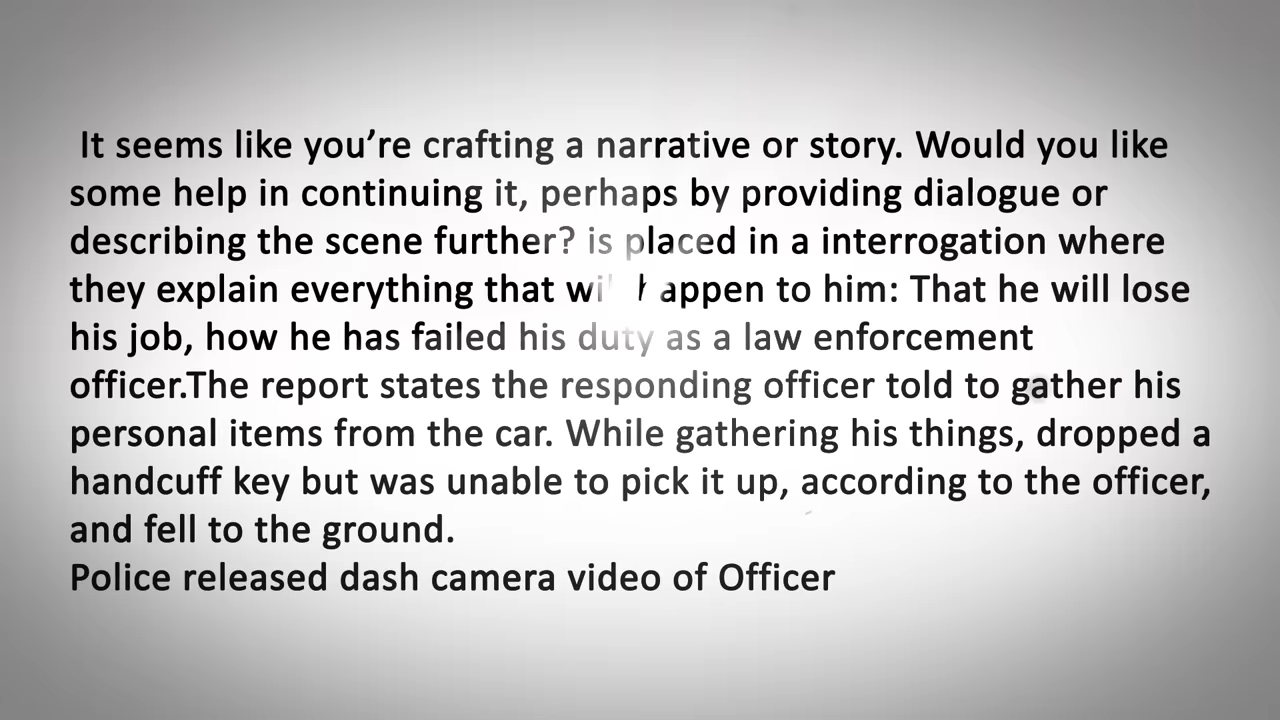 It seems like you’re crafting a narrative or story. Would you like
some help in continuing it, perhaps by providing dialogue or
describing the scene further? is placed in a interrogation where
they explain everything that will happen to him: That he will lose
his job, how he has failed his duty as a law enforcement
officer.The report states the responding officer told to gather his
personal items from the car. While gathering his things, dropped a
handcuff key but was unable to pick it up, according to the officer,
and fell to the ground.
Police released dash camera video of Officer